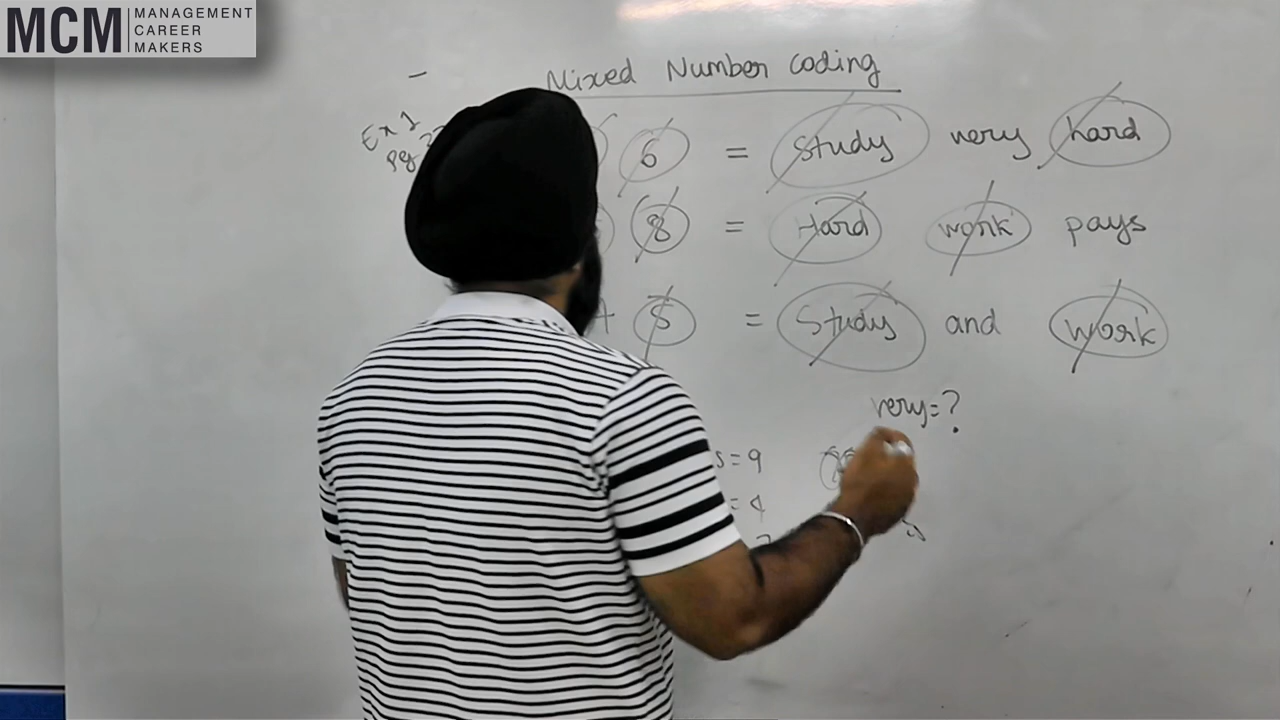 MCM MANAGEMENT
CAREER
MAKERS
Mixed Number Coding
Ex 1
pg
6 = Study very hard
8 = Hard work pays
5 = Study and work
very = ?
s = 9
= 4